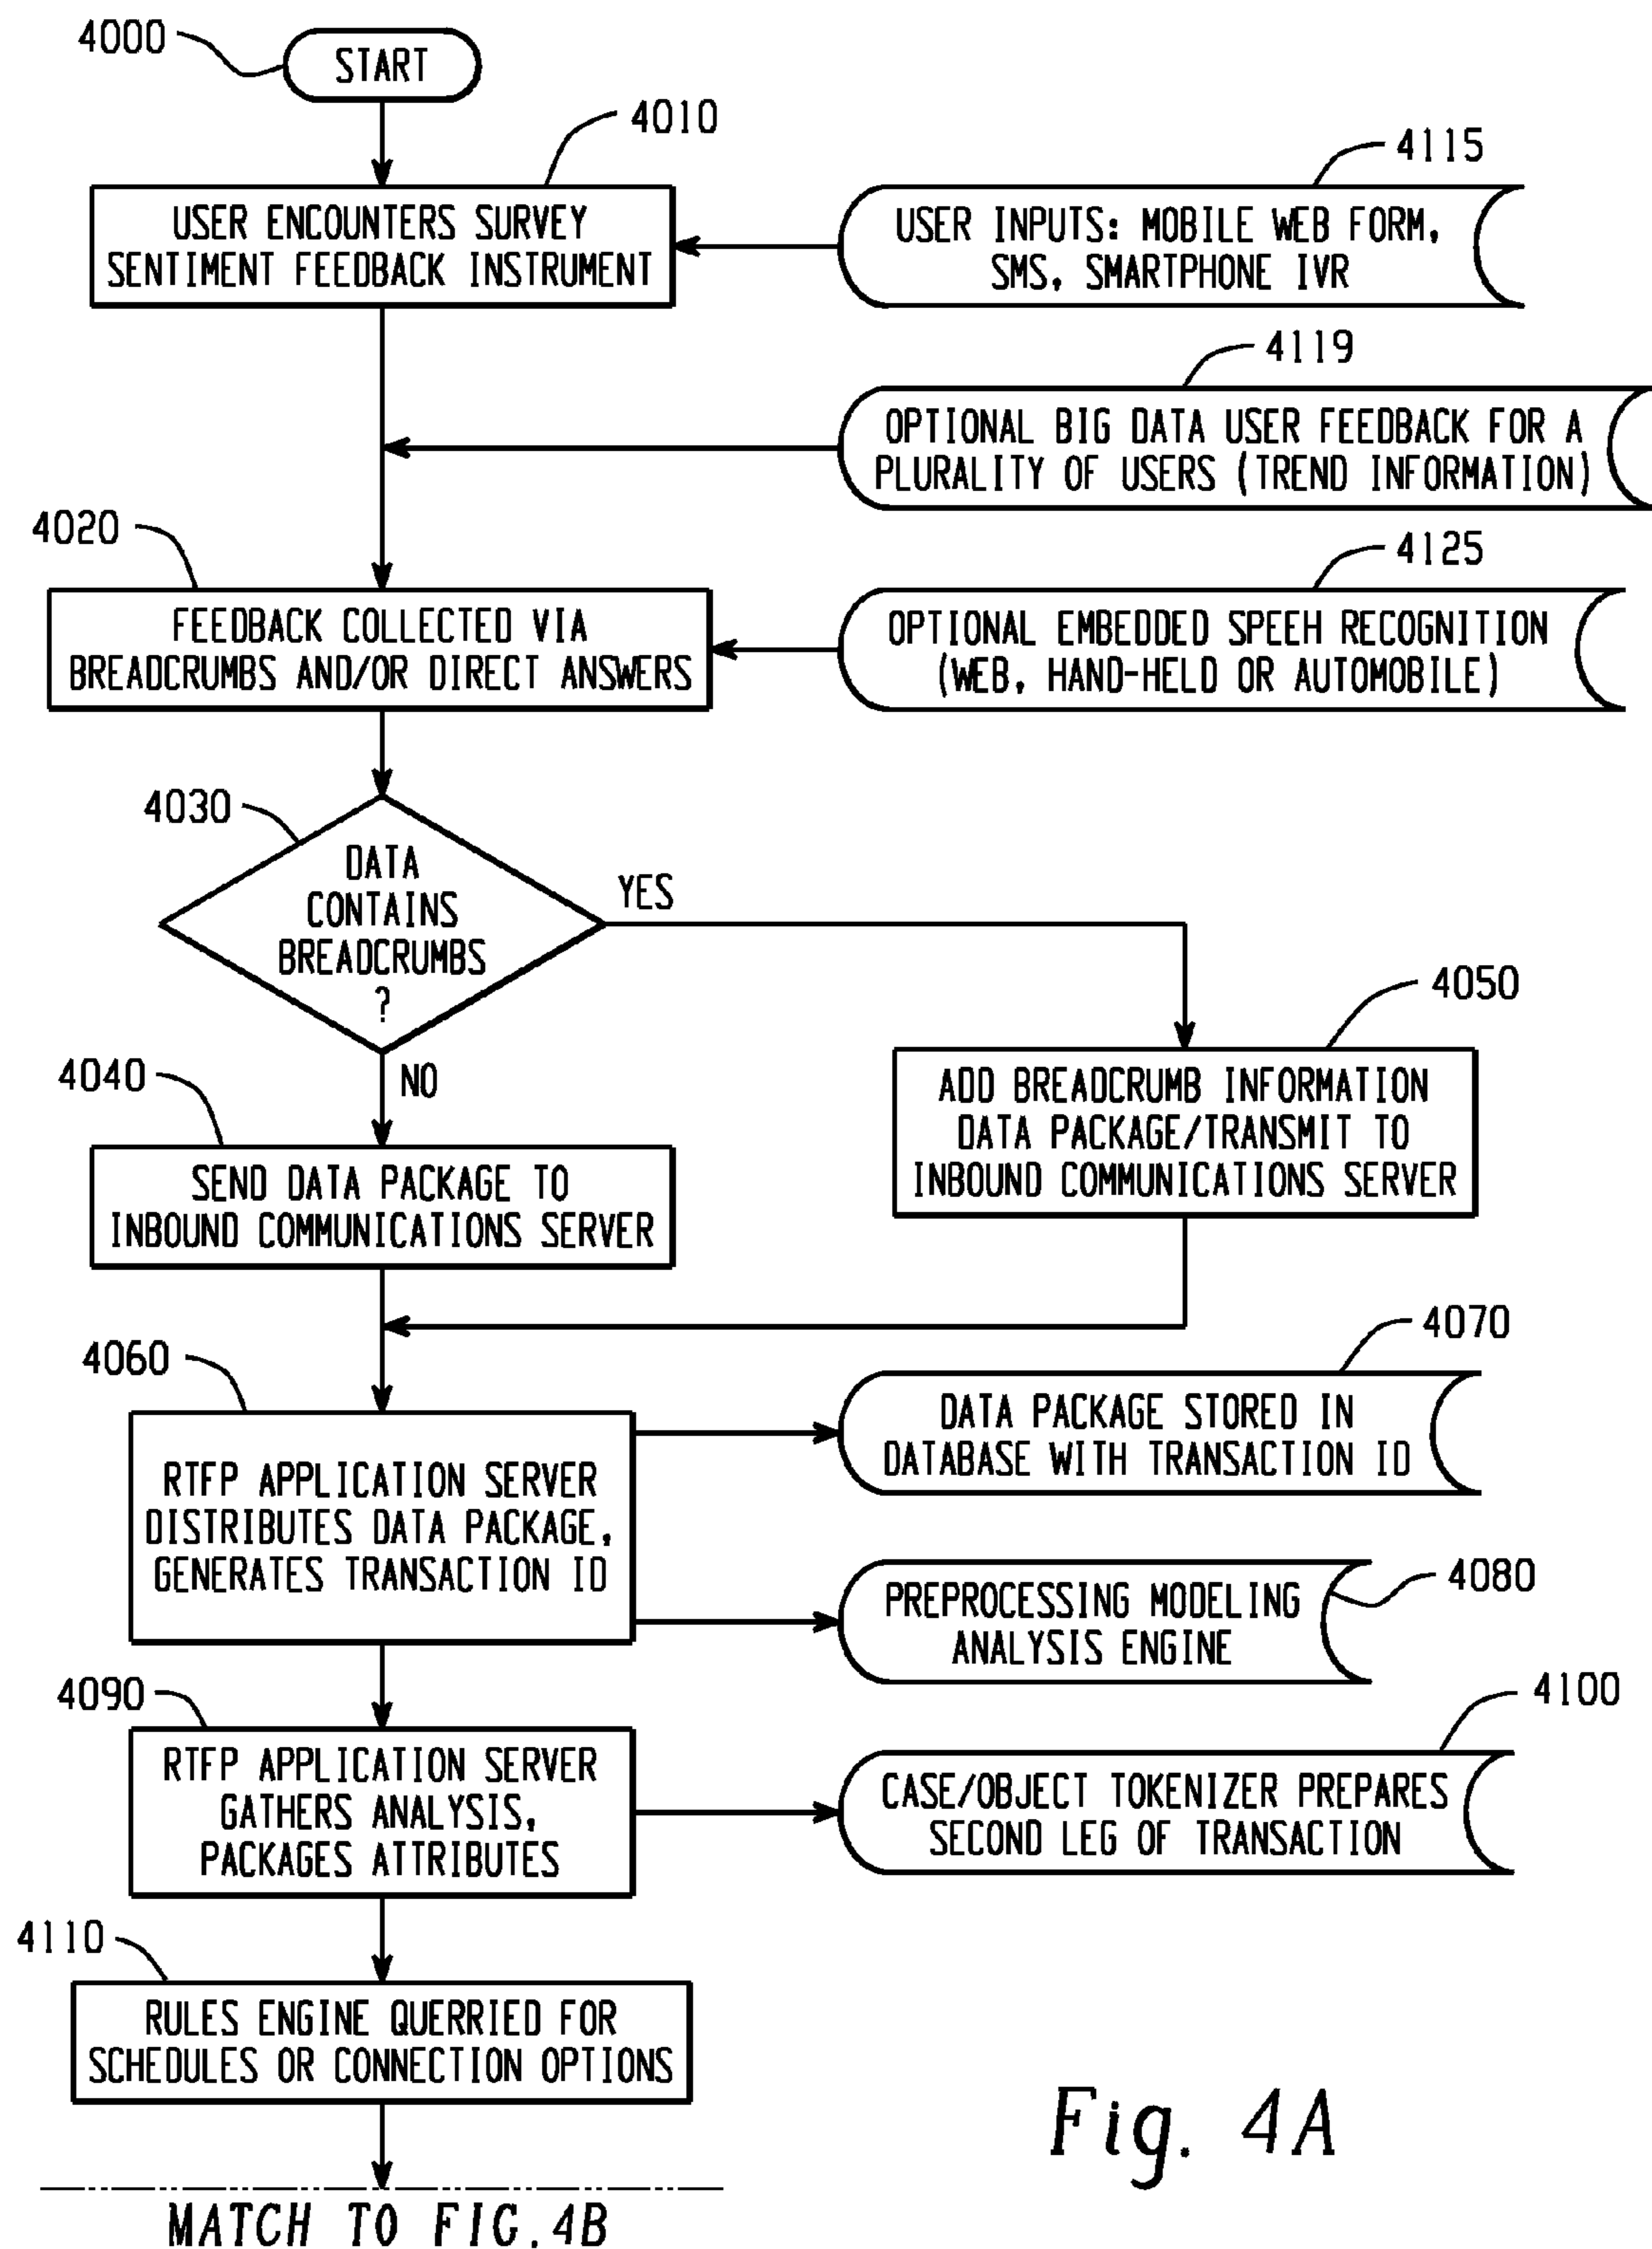 4000
START
4010
USER ENCOUNTERS SURVEY
SENTIMENT FEEDBACK INSTRUMENT
4115
USER INPUTS: MOBILE WEB FORM,
SMS, SMARTPHONE IVR
4119
OPTIONAL BIG DATA USER FEEDBACK FOR A
PLURALITY OF USERS (TREND INFORMATION)
4020
FEEDBACK COLLECTED VIA
BREADCRUMBS AND/OR DIRECT ANSWERS
4125
OPTIONAL EMBEDDED SPEEH RECOGNITION
(WEB, HAND-HELD OR AUTOMOBILE)
4030
DATA
CONTAINS
BREADCRUMBS
?
YES
NO
4050
ADD BREADCRUMB INFORMATION
DATA PACKAGE/TRANSMIT TO
INBOUND COMMUNICATIONS SERVER
4040
SEND DATA PACKAGE TO
INBOUND COMMUNICATIONS SERVER
4060
RTFP APPLICATION SERVER
DISTRIBUTES DATA PACKAGE,
GENERATES TRANSACTION ID
4070
DATA PACKAGE STORED IN
DATABASE WITH TRANSACTION ID
4080
PREPROCESSING MODELING
ANALYSIS ENGINE
4090
RTFP APPLICATION SERVER
GATHERS ANALYSIS,
PACKAGES ATTRIBUTES
4100
CASE/OBJECT TOKENIZER PREPARES
SECOND LEG OF TRANSACTION
4110
RULES ENGINE QUERRIED FOR
SCHEDULES OR CONNECTION OPTIONS
MATCH TO FIG.4B
Fig. 4A